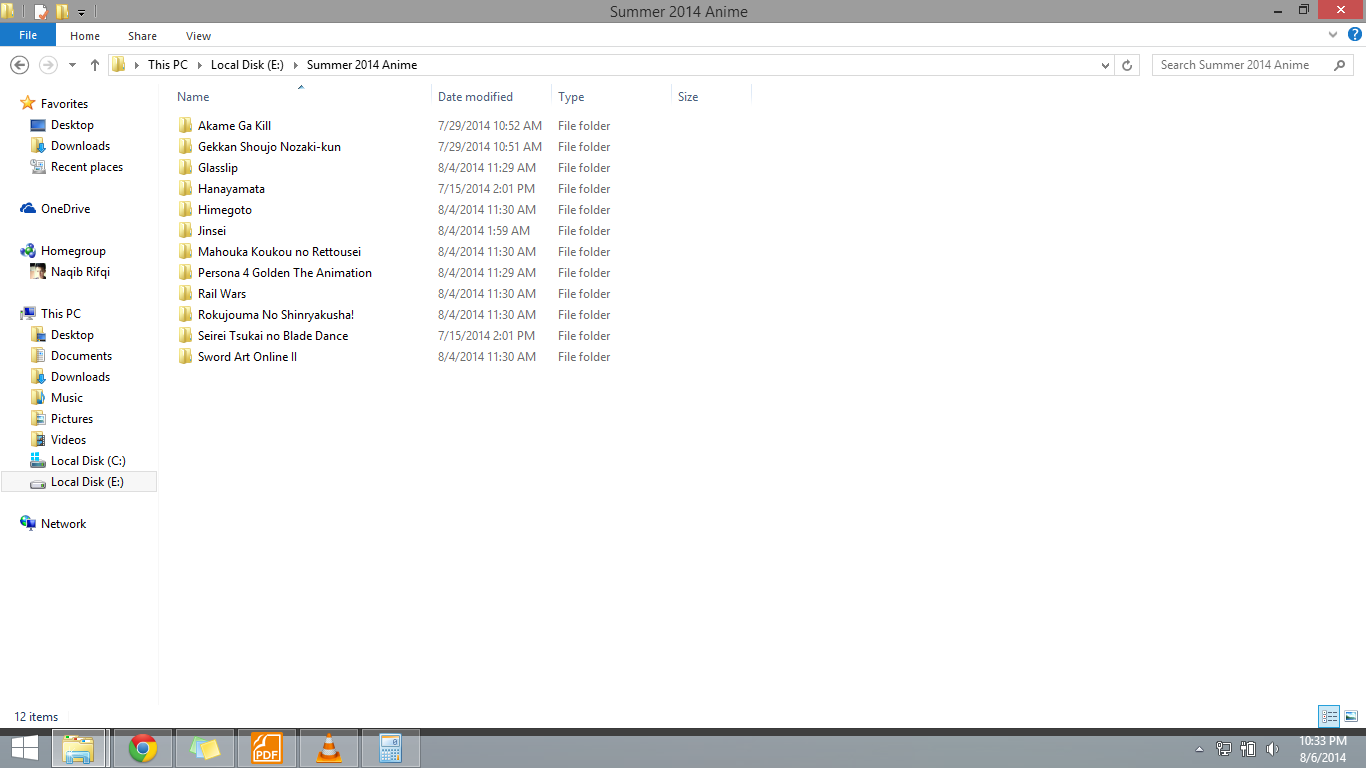 Summer 2014 Anime
File Home Share View
This PC Local Disk (E:) Summer 2014 Anime Search Summer 2014 Anime
Name Date modified Type Size
Favorites
Desktop
Downloads
Recent places
OneDrive
Homegroup
Naqib Rifqi
This PC
Desktop
Documents
Downloads
Music
Pictures
Videos
Local Disk (C:)
Local Disk (E:)
Network
Akame Ga Kill 7/29/2014 10:52 AM File folder
Gekkan Shoujo Nozaki-kun 7/29/2014 10:51 AM File folder
Glasslip 8/4/2014 11:29 AM File folder
Hanayamata 7/15/2014 2:01 PM File folder
Himegoto 8/4/2014 11:30 AM File folder
Jinsei 8/4/2014 1:59 AM File folder
Mahouka Koukou no Rettousei 8/4/2014 11:30 AM File folder
Persona 4 Golden The Animation 8/4/2014 11:29 AM File folder
Rail Wars 8/4/2014 11:30 AM File folder
Rokujouma No Shinryakusha! 8/4/2014 11:30 AM File folder
Seirei Tsukai no Blade Dance 7/15/2014 2:01 PM File folder
Sword Art Online II 8/4/2014 11:30 AM File folder
12 items
PDF
10:33 PM
8/6/2014